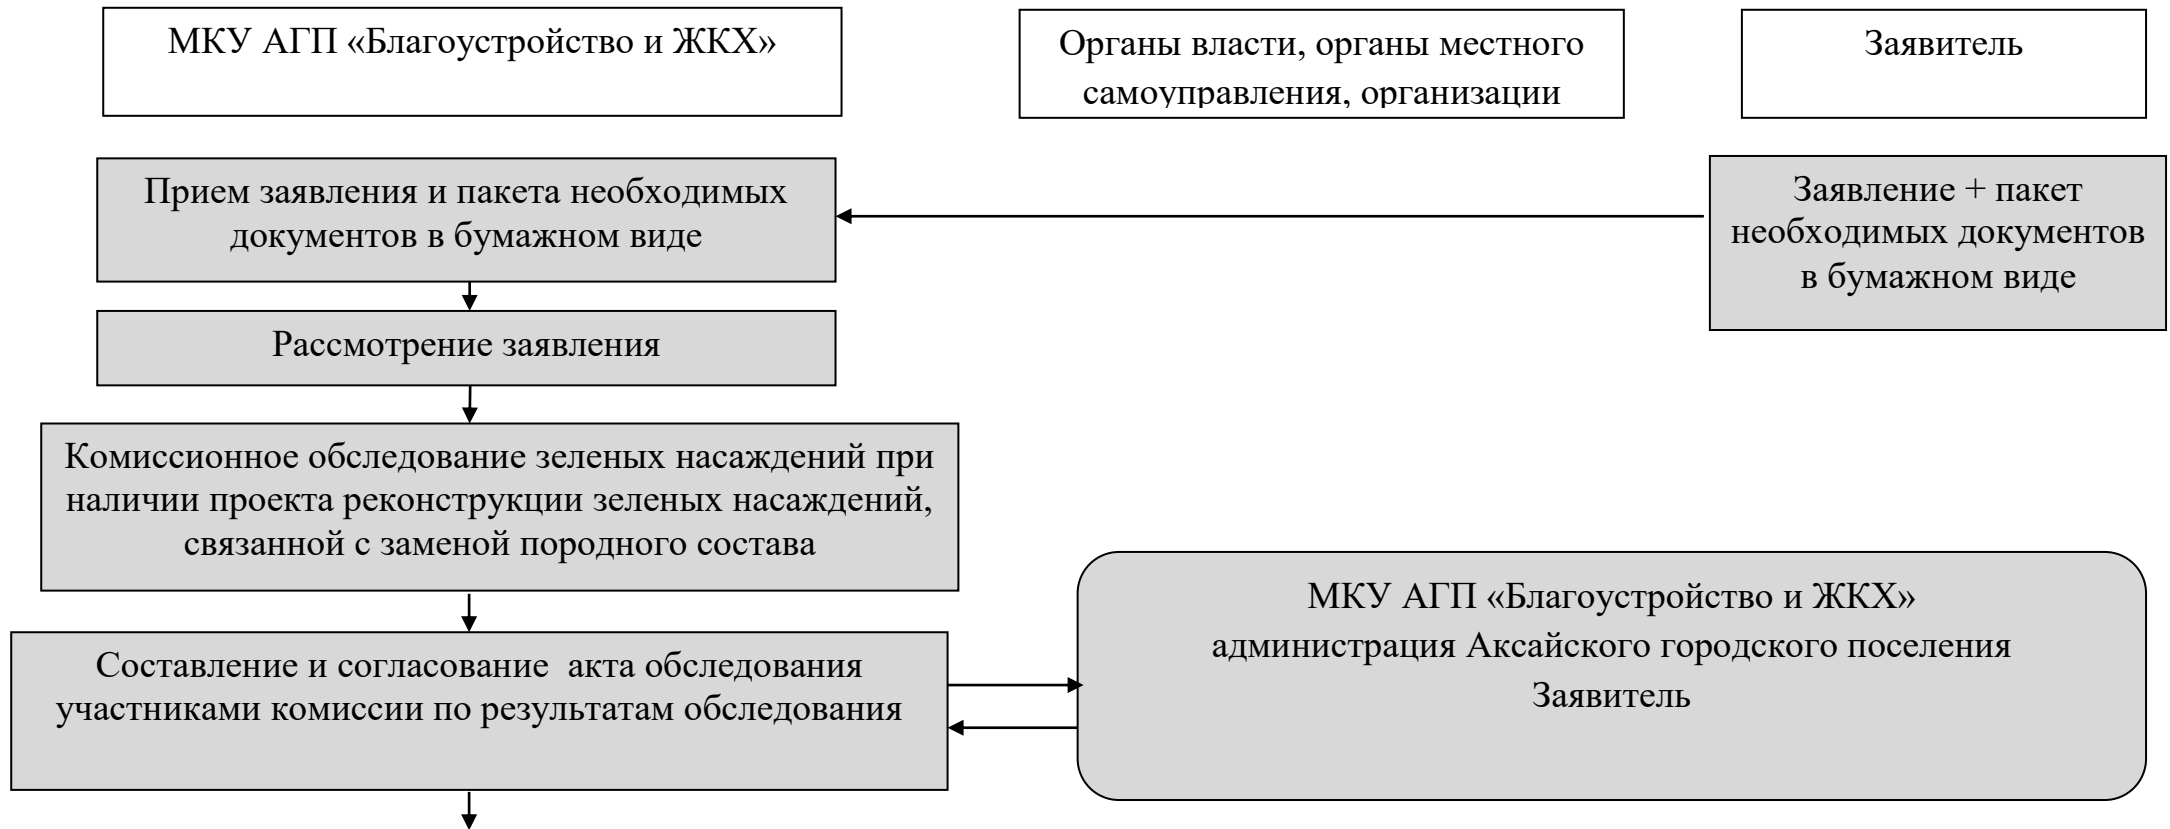 МКУ АГП «Благоустройство и ЖКХ»
Органы власти, органы местного
самоуправления, организации
Заявитель
Прием заявления и пакета необходимых
документов в бумажном виде
Заявление + пакет
необходимых документов
в бумажном виде
Рассмотрение заявления
Комиссионное обследование зеленых насаждений при
наличии проекта реконструкции зеленых насаждений,
связанной с заменой породного состава
Составление и согласование  акта обследования
участниками комиссии по результатам обследования
МКУ АГП «Благоустройство и ЖКХ»
администрация Аксайского городского поселения
Заявитель